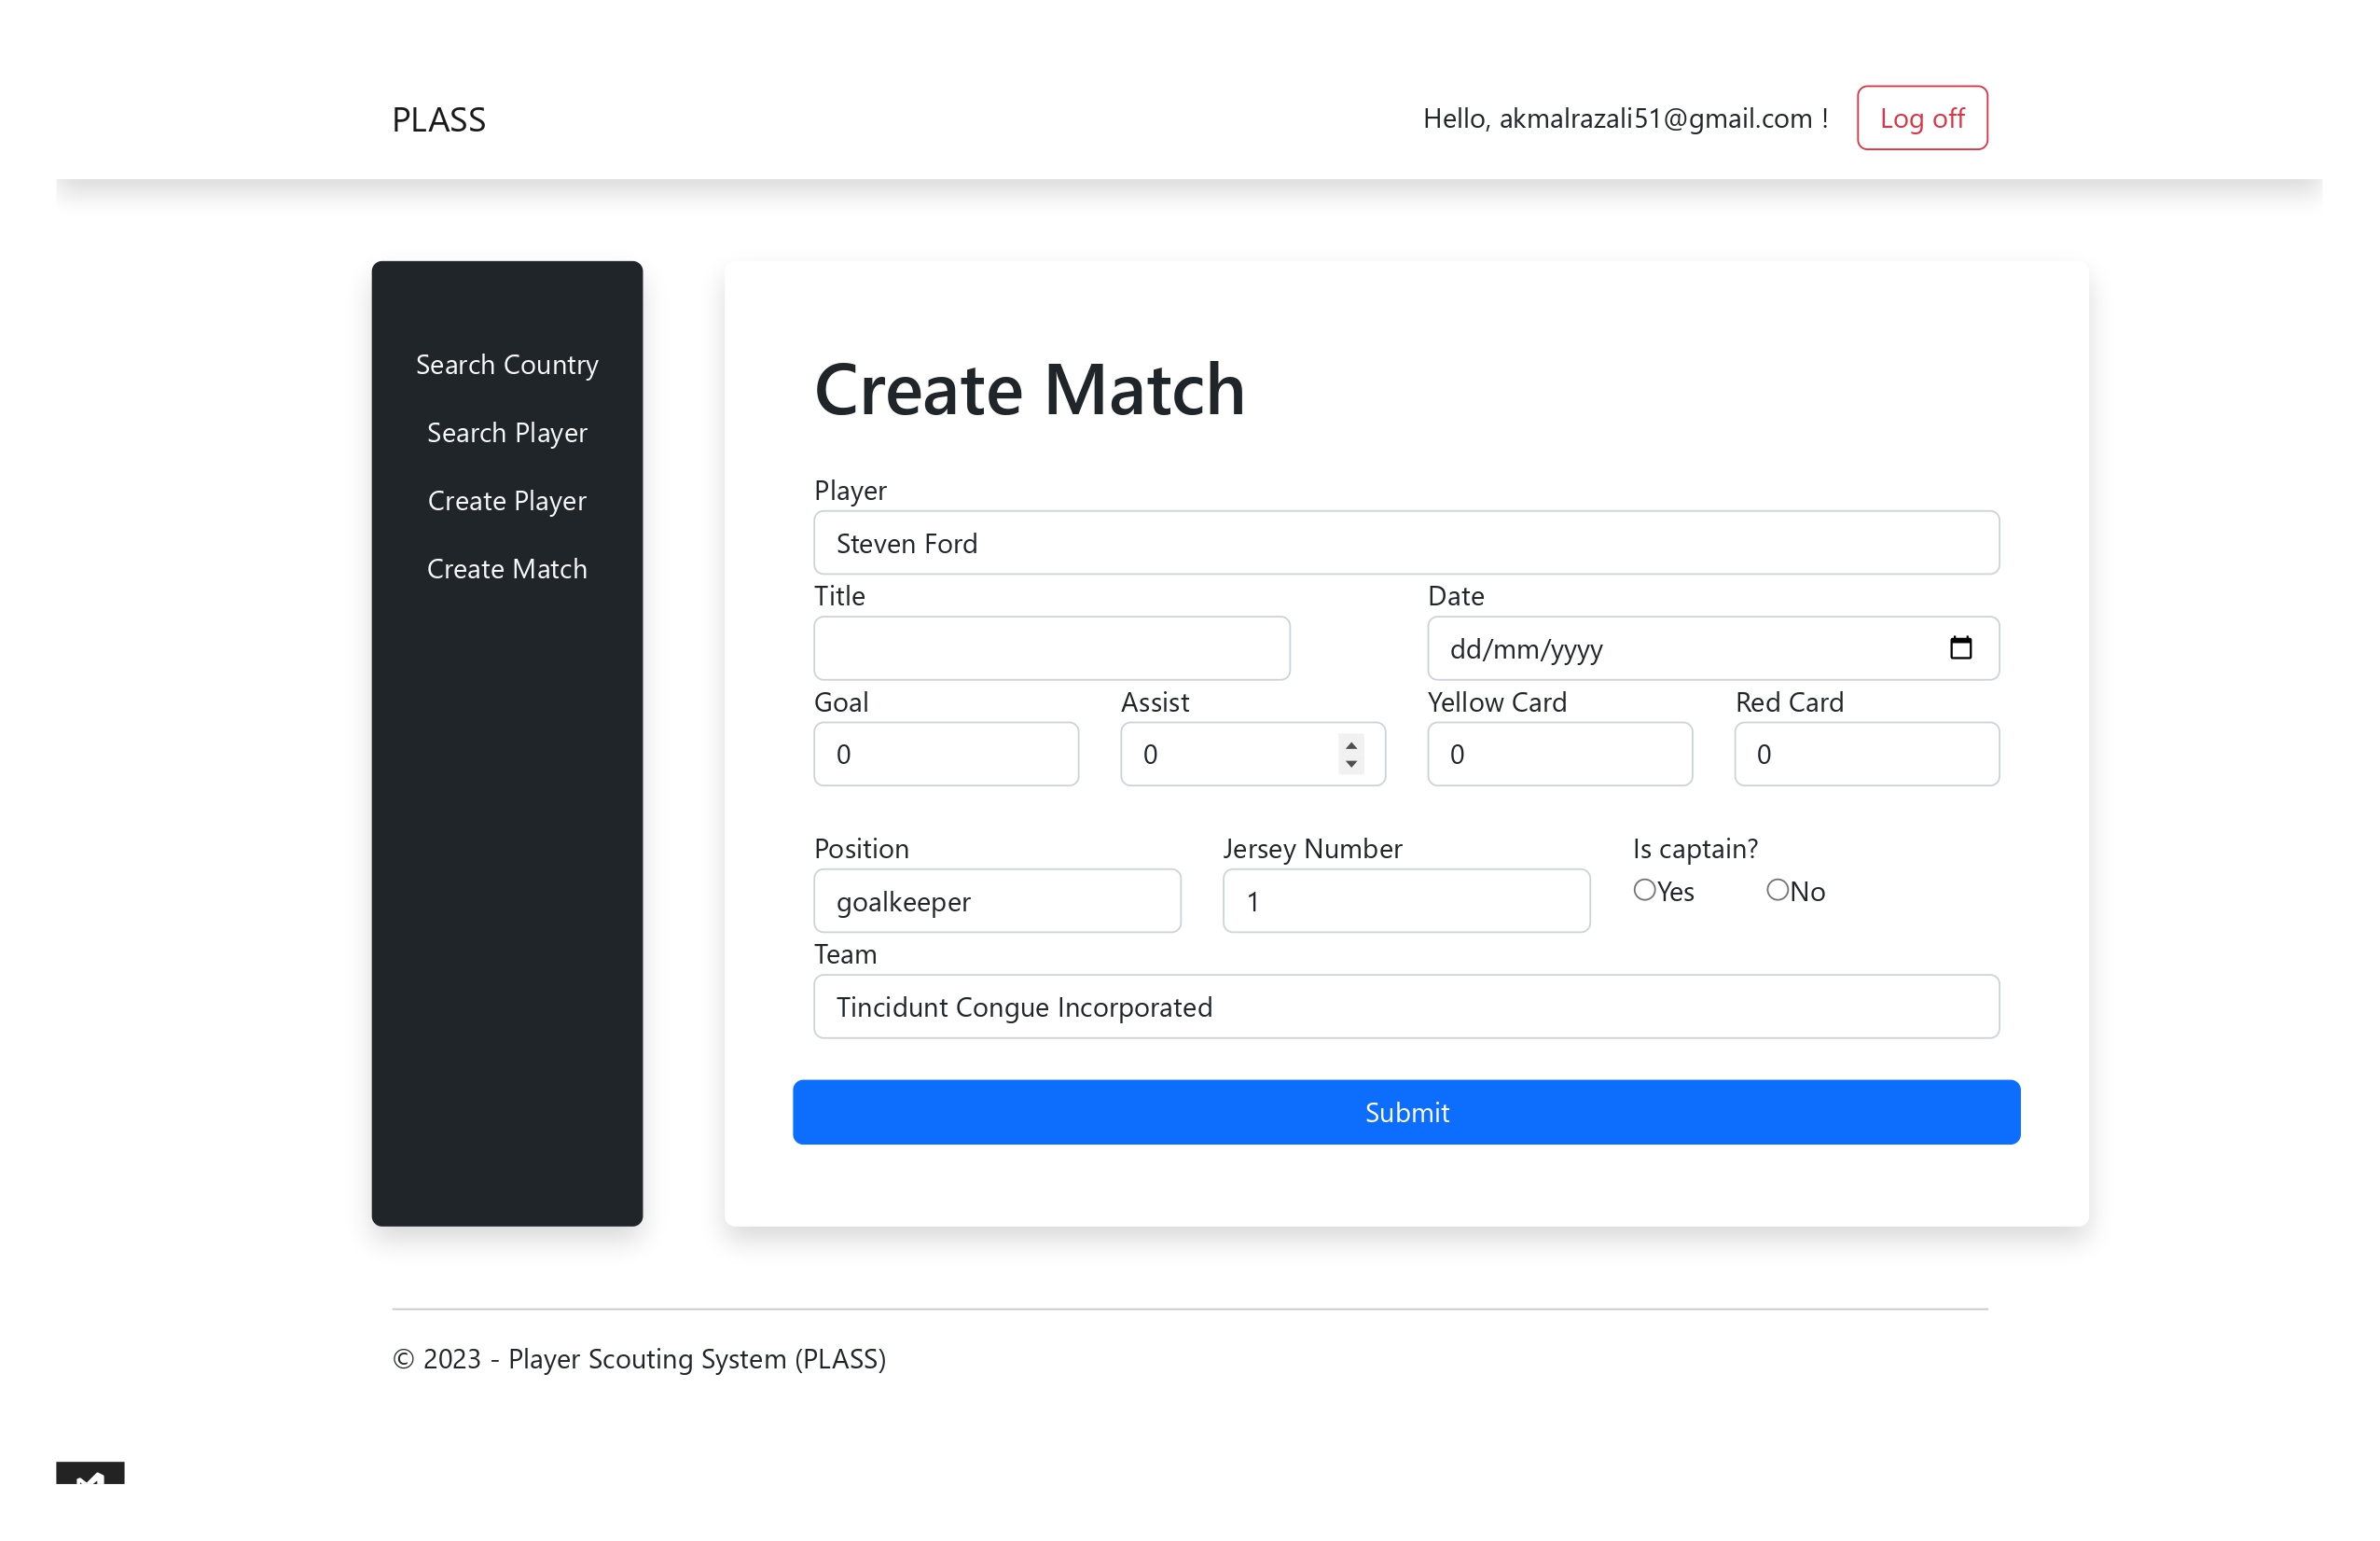 PLASS
Hello, akmalrazali51@gmail.com !
Log off
Search Country
Search Player
Create Player
Create Match
Create Match
Player
Steven Ford
Title
Date
dd/mm/yyyy
Goal
Assist
Yellow Card
Red Card
0
0
0
0
Position
Jersey Number
Is captain?
goalkeeper
1
Yes
No
Team
Tincidunt Congue Incorporated
Submit
© 2023 - Player Scouting System (PLASS)